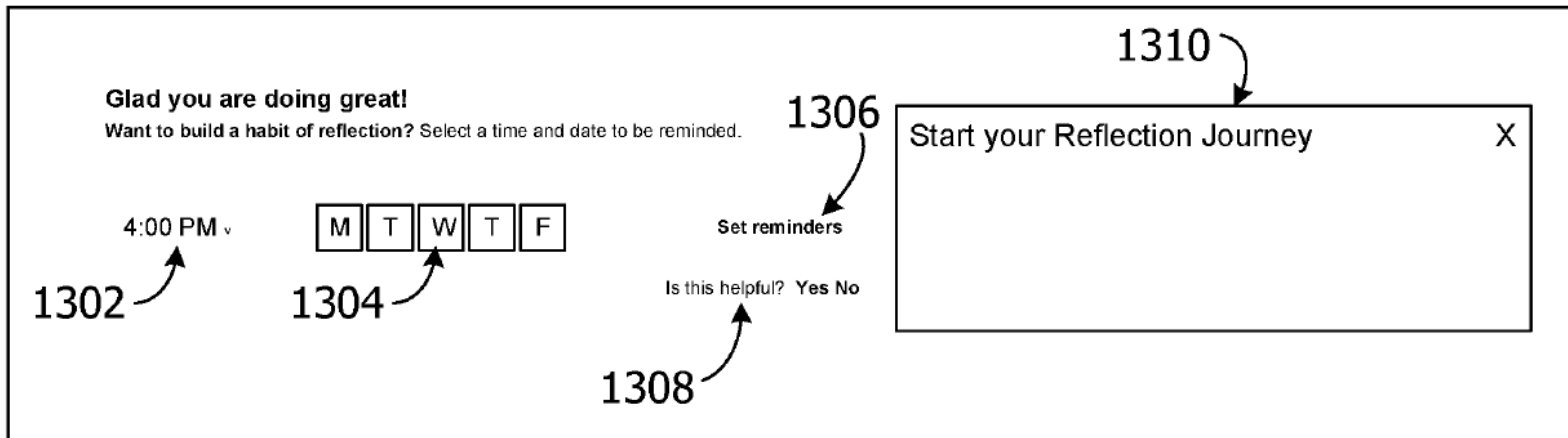 1310
Glad you are doing great!
Want to build a habit of reflection? Select a time and date to be reminded.
1306
Start your Reflection Journey X
4:00 PM v
M T W T F
Set reminders
1302
1304
Is this helpful? Yes No
1308